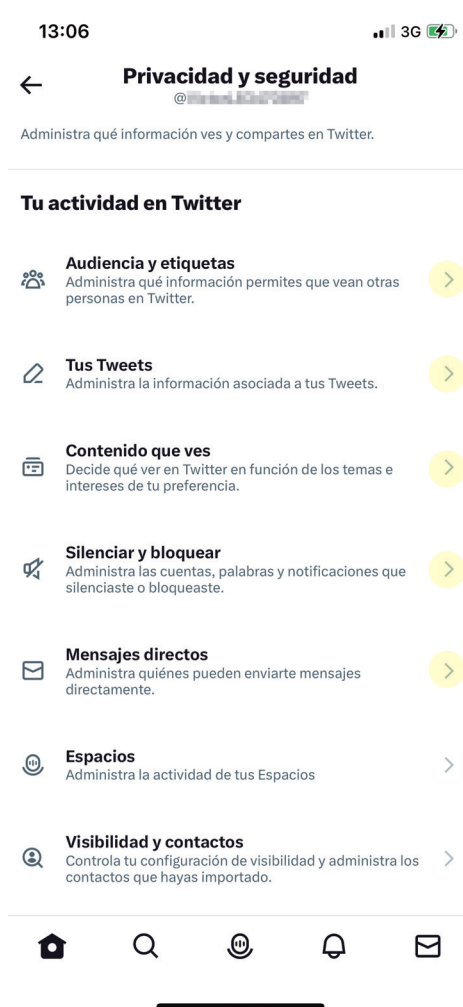 13:06
3G
Privacidad y seguridad
@
Administra qué información ves y compartes en Twitter.
Tu actividad en Twitter
Audiencia y etiquetas
Administra qué información permites que vean otras
personas en Twitter.
Tus Tweets
Administra la información asociada a tus Tweets.
Contenido que ves
Decide qué ver en Twitter en función de los temas e
intereses de tu preferencia.
Silenciar y bloquear
Administra las cuentas, palabras y notificaciones que
silenciaste o bloqueaste.
Mensajes directos
Administra quiénes pueden enviarte mensajes
directamente.
Espacios
Administra la actividad de tus Espacios
Visibilidad y contactos
Controla tu configuración de visibilidad y administra los
contactos que hayas importado.